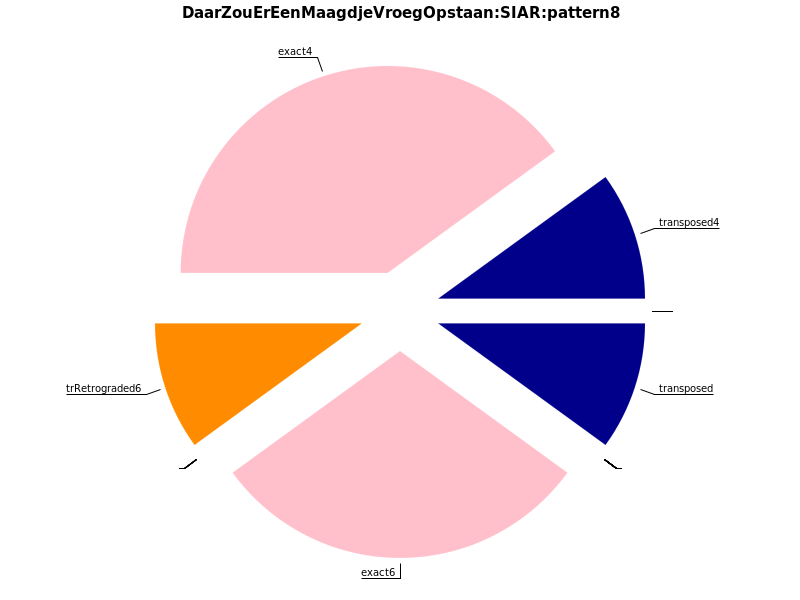 DaarZouErEenMaagdjeVroegOpstaan:SIAR:pattern8
exact4
transposed4
trRetrograded6
transposed
exact6